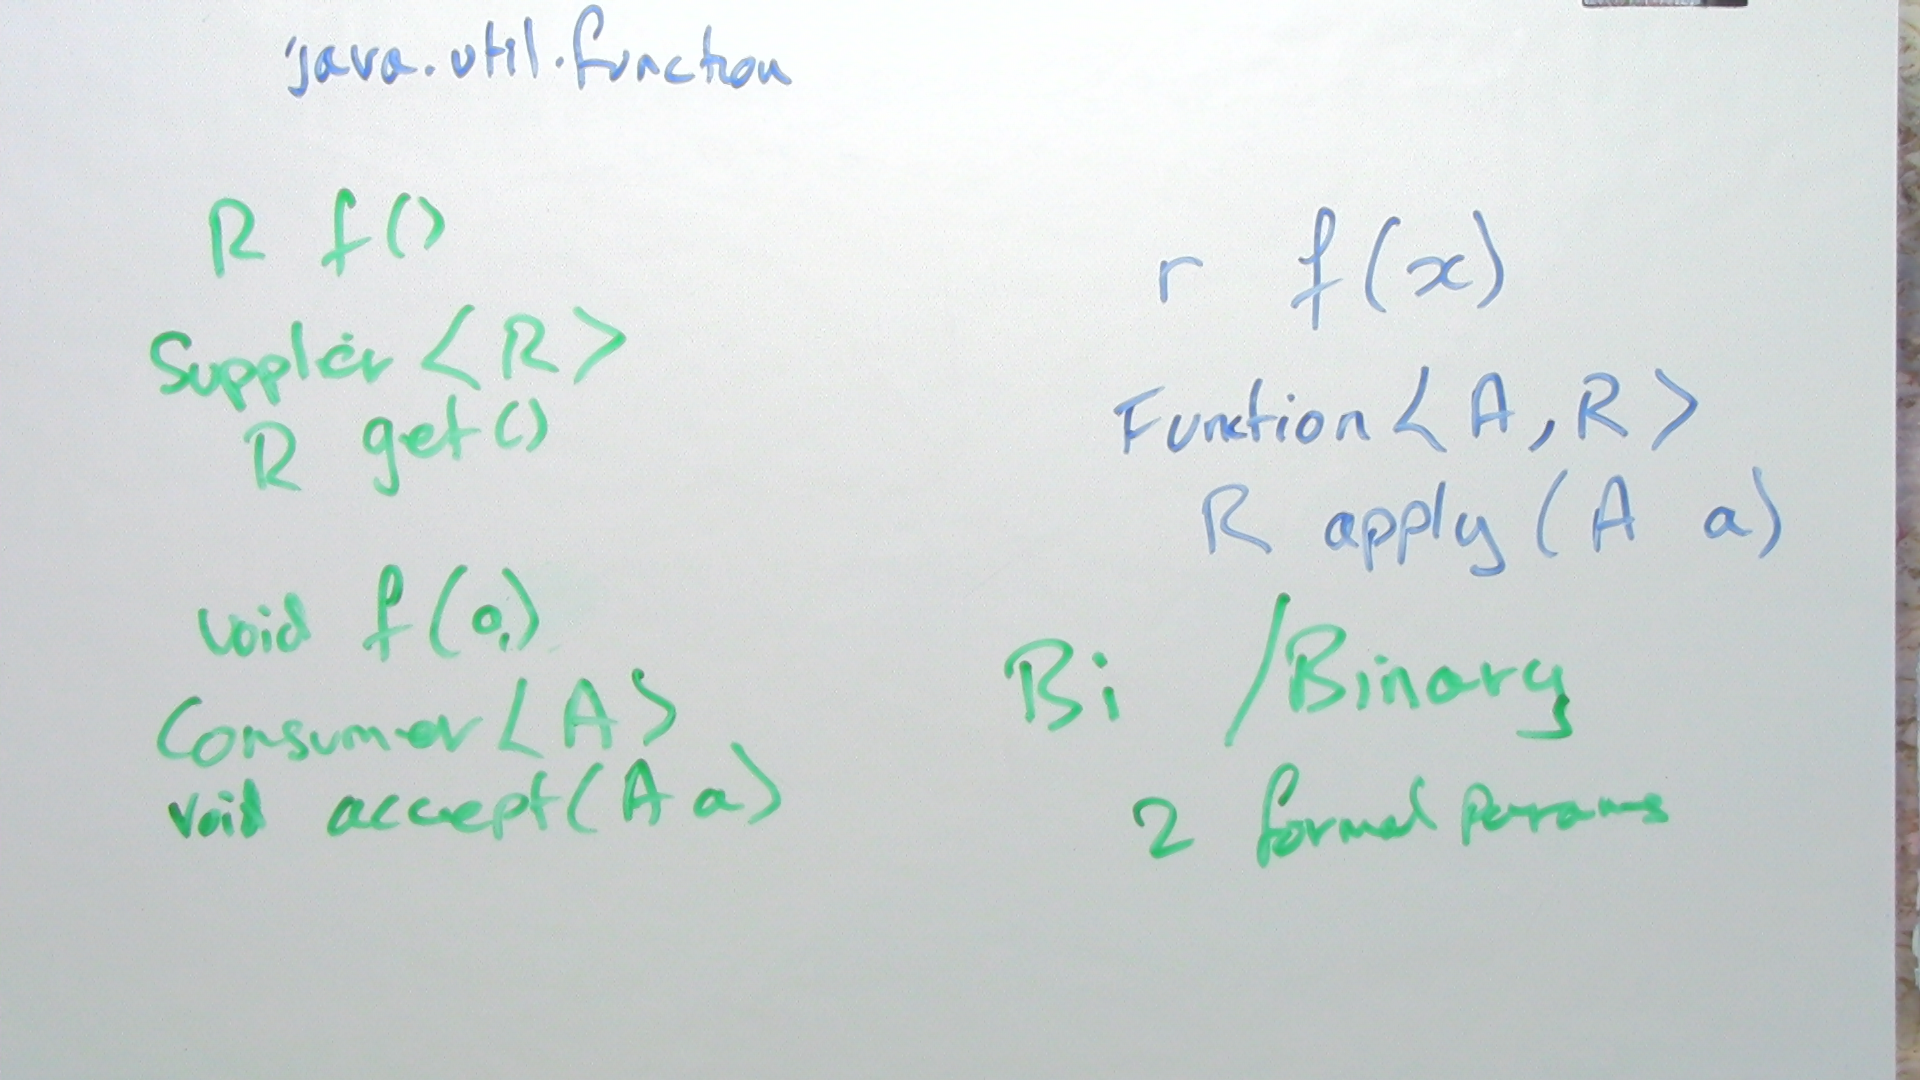 java.util.function
R f()
Supplier <R>
R get()
void f(a)
Consumer <A>
void accept(A a)
r f(x)
Function <A,R>
R apply (A a)
Bi /Binary
2 formal params